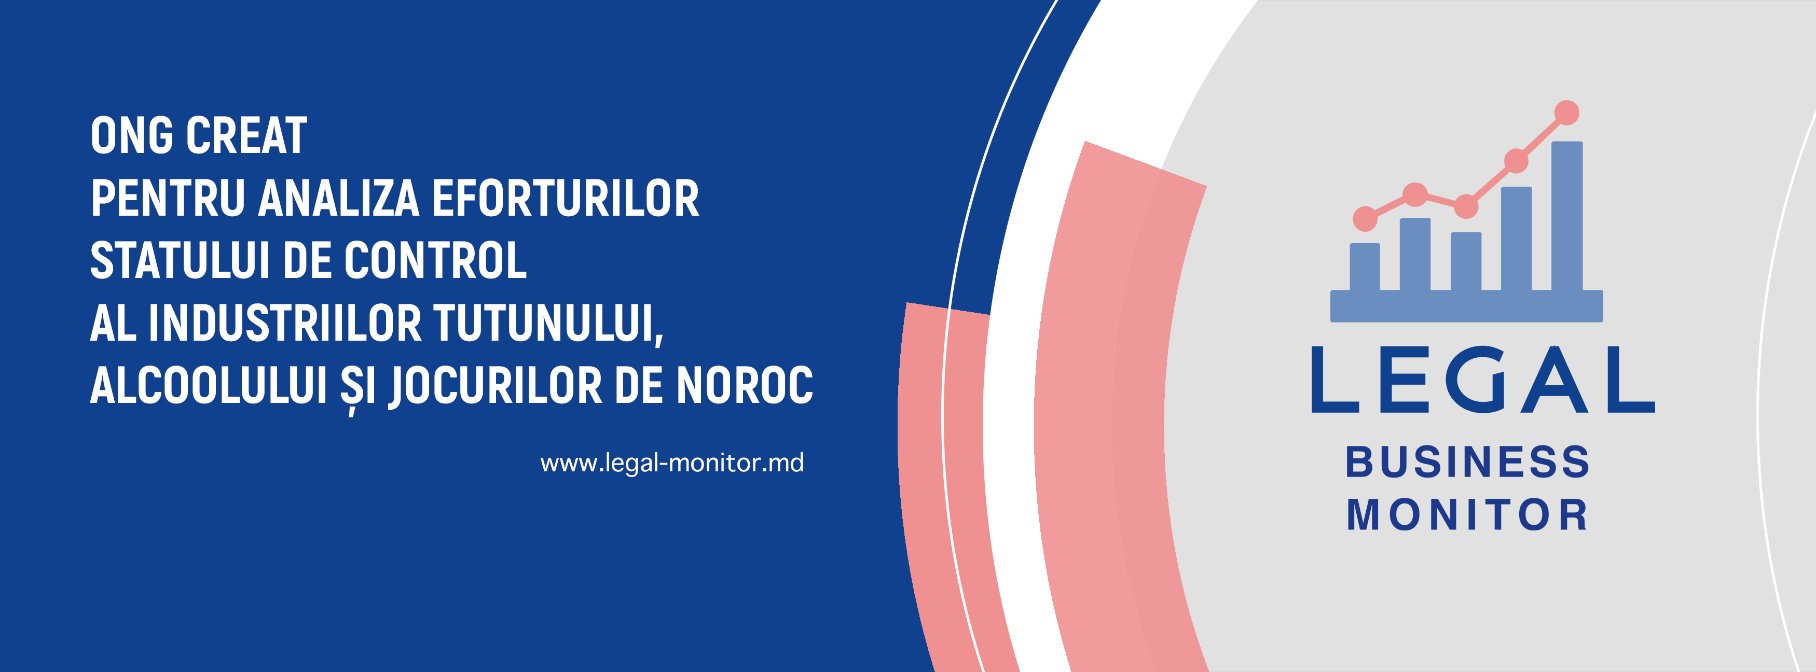 ONG CREAT
PENTRU ANALIZA EFORTURILOR
STATULUI DE CONTROL
AL INDUSTRIILOR TUTUNULUI,
ALCOOLULUI ȘI JOCURILOR DE NOROC
www.legal-monitor.md
LEGAL
BUSINESS
MONITOR